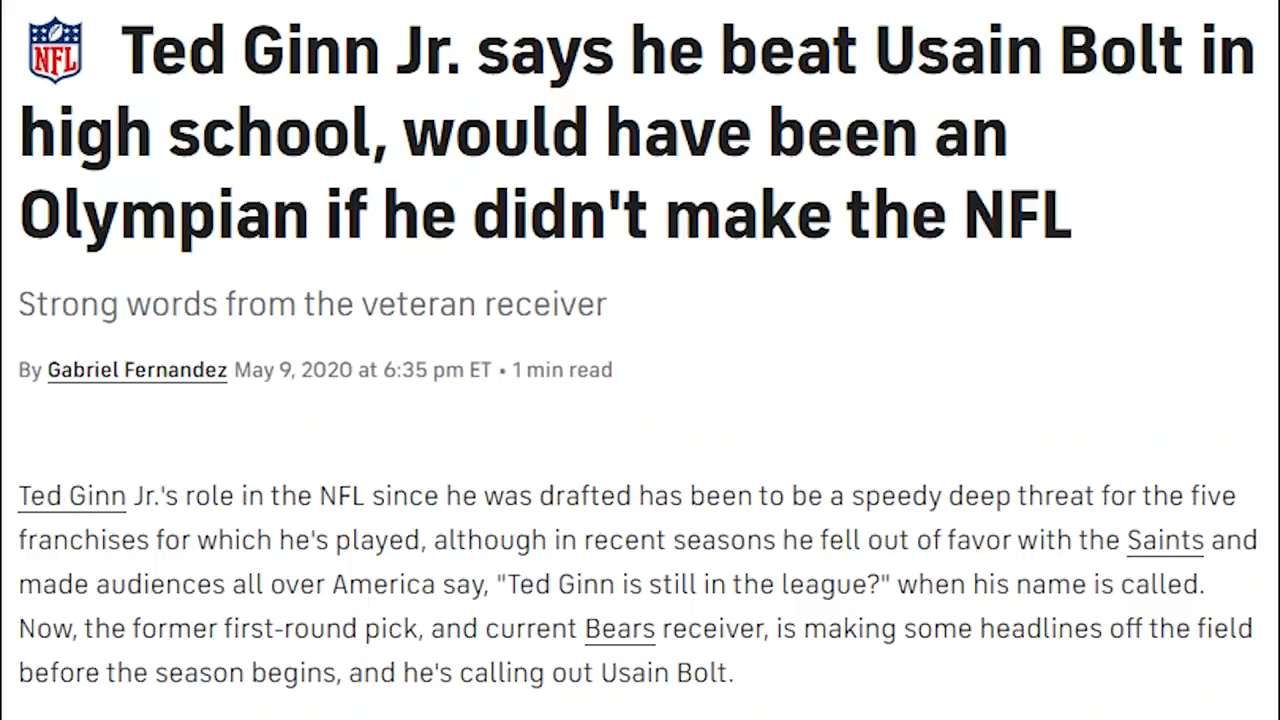 NFL Ted Ginn Jr. says he beat Usain Bolt in
high school, would have been an
Olympian if he didn't make the NFL
Strong words from the veteran receiver
By Gabriel Fernandez May 9, 2020 at 6:35 pm ET • 1 min read
Ted Ginn Jr.'s role in the NFL since he was drafted has been to be a speedy deep threat for the five
franchises for which he's played, although in recent seasons he fell out of favor with the Saints and
made audiences all over America say, "Ted Ginn is still in the league?" when his name is called.
Now, the former first-round pick, and current Bears receiver, is making some headlines off the field
before the season begins, and he's calling out Usain Bolt.